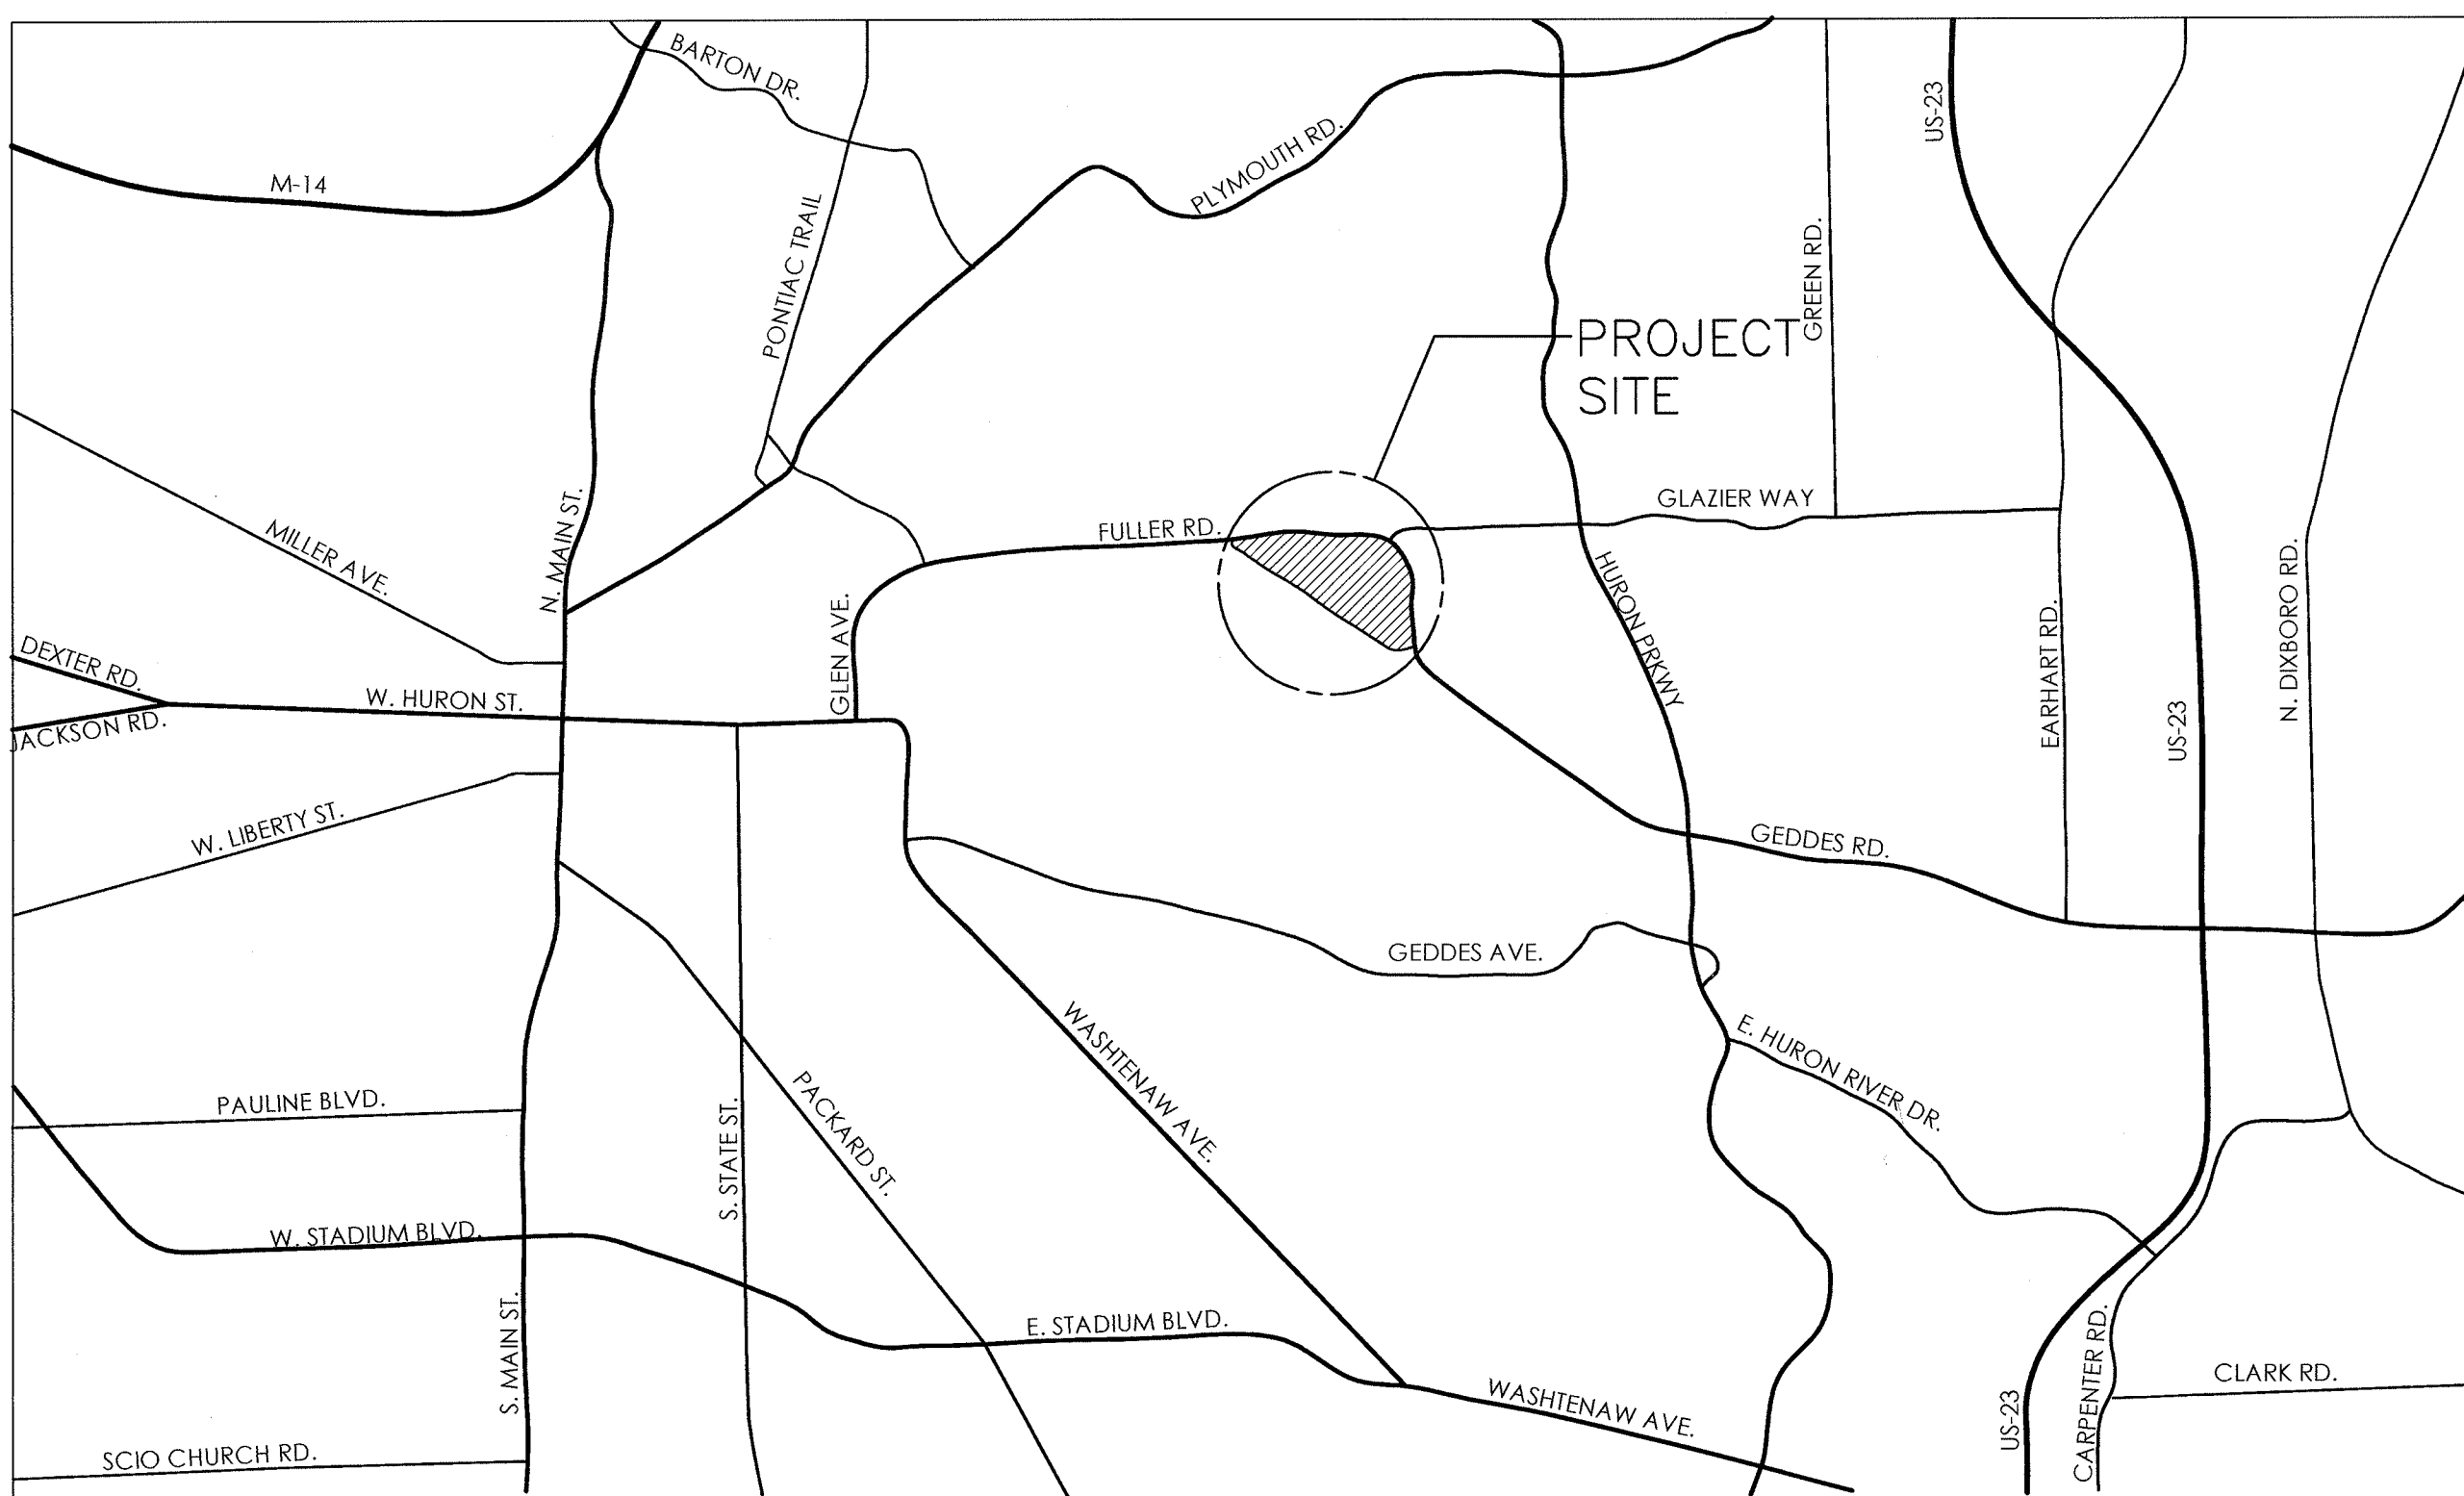 BARTON DR.
US-23
PLYMOUTH RD.
M-14
PONTIAC TRAIL
GREEN RD.
PROJECT
SITE
GLAZIER WAY
FULLER RD.
N. MAIN ST.
MILLER AVE.
HURON PRKWY
N. DIXBORO RD.
GLEN AVE.
EARHART RD.
DEXTER RD.
W. HURON ST.
JACKSON RD.
US-23
W. LIBERTY ST.
GEDDES RD.
GEDDES AVE.
WASHTENAW AVE.
E. HURON RIVER DR.
PAULINE BLVD.
PACKARD ST.
S. STATE ST.
W. STADIUM BLVD.
E. STADIUM BLVD.
S. MAIN ST.
CARPENTER RD.
CLARK RD.
WASHTENAW AVE.
US-23
SCIO CHURCH RD.